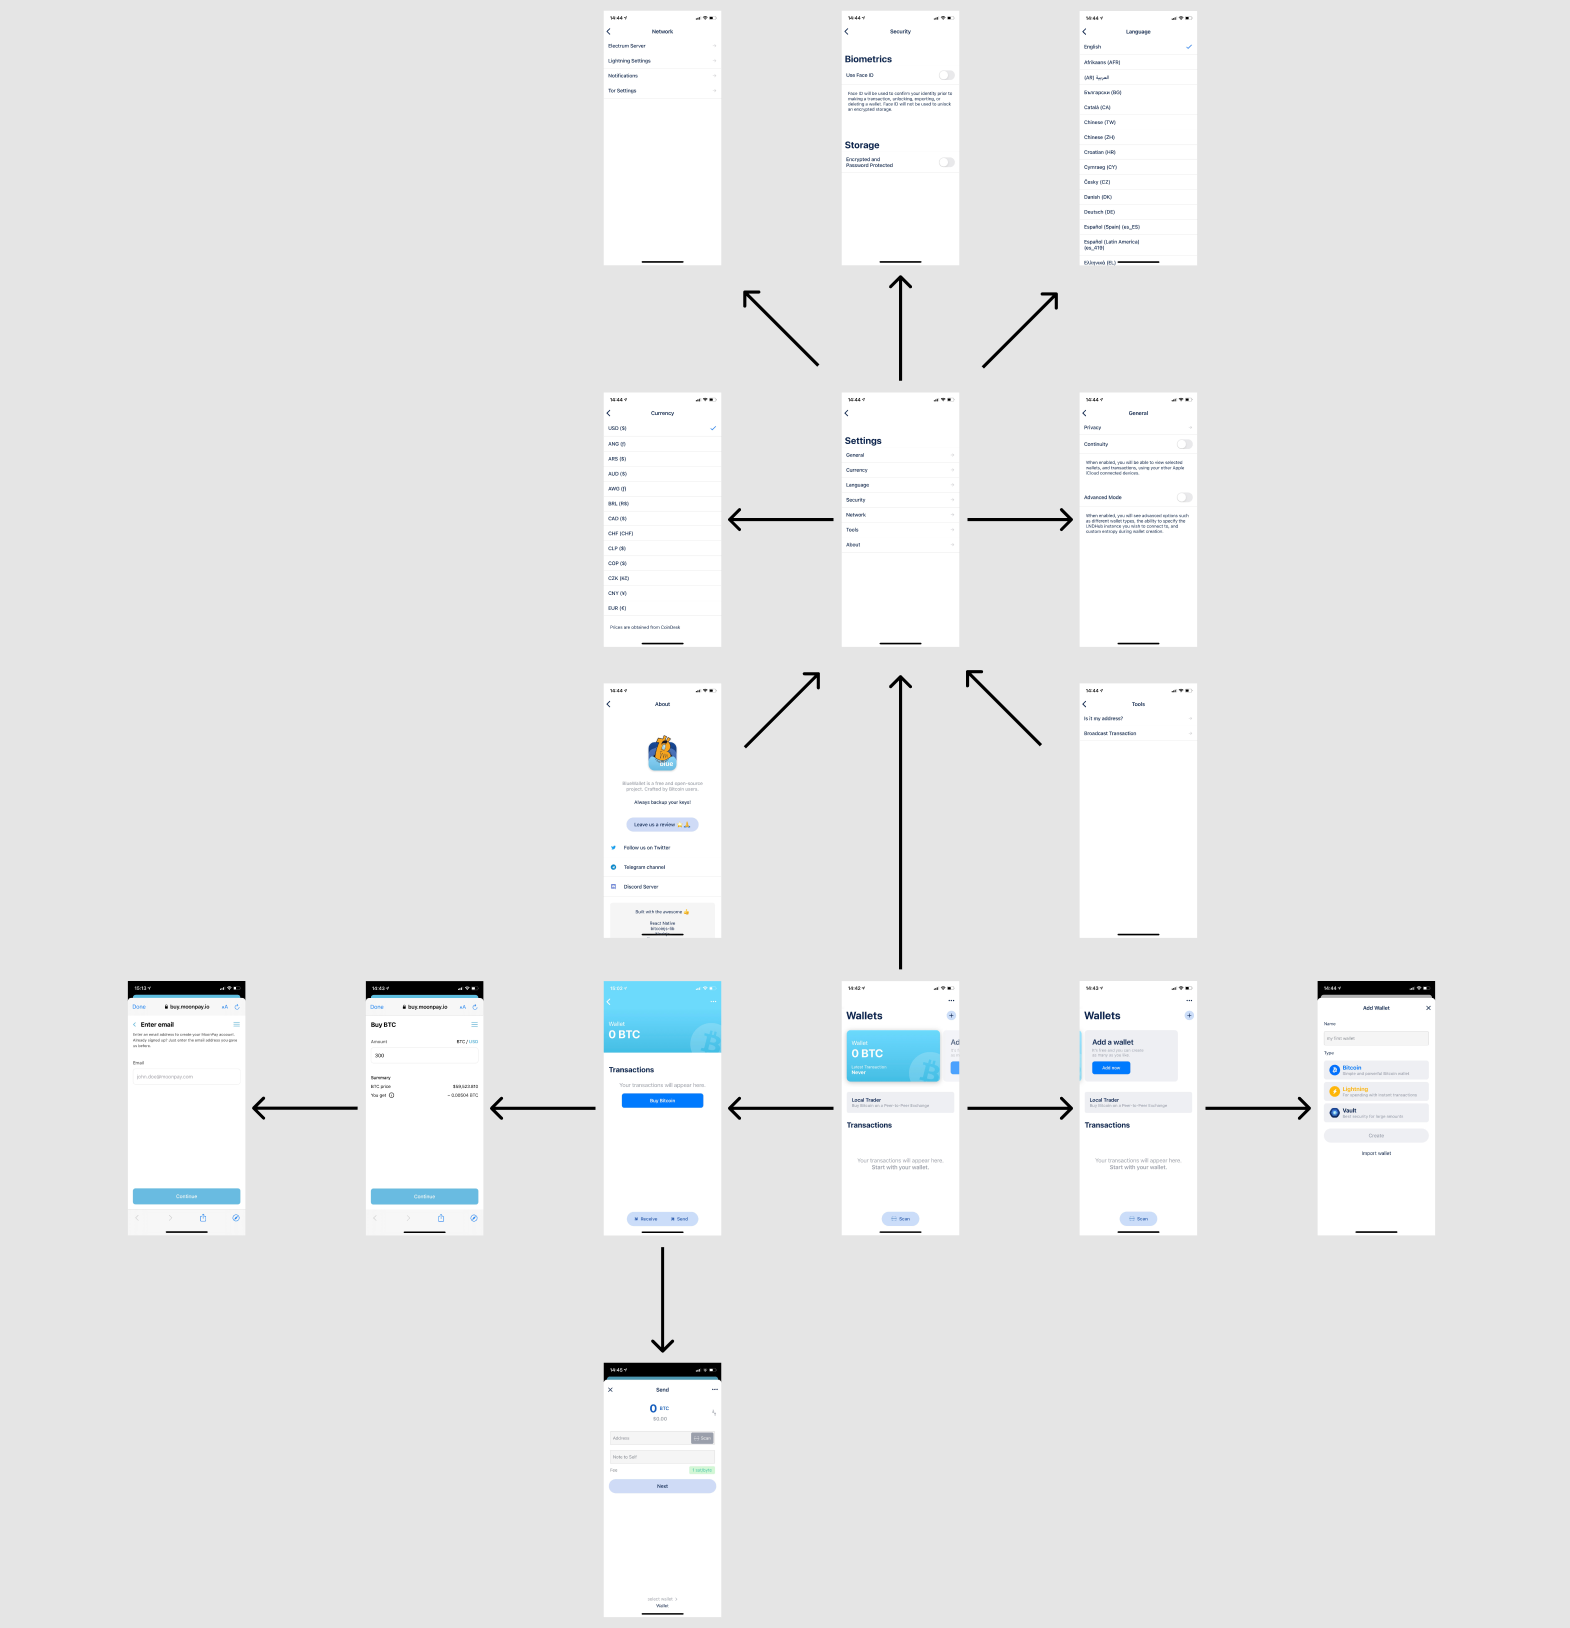 14:44
Network
Electrum Server
Lightning Settings
Notifications
Tor Settings
14:44
Security
Biometrics
Use Face ID
Face ID will be used to confirm your identity prior to
making a transaction, unlocking, exporting, or
deleting a wallet. Face ID will not be used to unlock
an encrypted storage.
Storage
Encrypted and
Password Protected
14:44
Language
English
Afrikaans (AFR)
العربية (AR)
Български (BG)
Català (CA)
Chinese (TW)
Chinese (ZH)
Croatian (HR)
Cymraeg (CY)
Česky (CZ)
Danish (DK)
Deutsch (DE)
Español (Spain) (es_ES)
Español (Latin America)
(es_419)
Ελληνικά (EL)
14:44
Currency
USD ($)
ANG (ƒ)
ARS ($)
AUD ($)
AWG (ƒ)
BRL (R$)
CAD ($)
CHF (CHF)
CLP ($)
COP ($)
CZK (Kč)
CNY (¥)
EUR (€)
Prices are obtained from CoinDesk
14:44
Settings
General
Currency
Language
Security
Network
Tools
About
14:44
General
Privacy
Continuity
When enabled, you will be able to view selected
wallets, and transactions, using your other Apple
iCloud connected devices.
Advanced Mode
When enabled, you will see advanced options such
as different wallet types, the ability to specify the
LNDHub instance you wish to connect to, and
custom entropy during wallet creation.
14:44
About
BlueWallet is a free and open-source
project. Crafted by Bitcoin users.
Always backup your keys!
Leave us a review
Follow us on Twitter
Telegram channel
Discord Server
Built with the awesome 👍
React Native
bitcoinjs-lib
14:44
Tools
Is it my address?
Broadcast Transaction
15:13
Done
buy.moonpay.io
AA
Enter email
Enter an email address to create your MoonPay account.
Already signed up? Just enter the email address you gave
us before.
Email
john.doe@moonpay.com
Continue
14:43
Done
buy.moonpay.io
AA
Buy BTC
Amount
BTC / USD
300
Summary
BTC price
You get
~ 0.00504 BTC
Continue
Wallet
0 BTC
Transactions
Your transactions will appear here.
Buy Bitcoin
Receive
Send
14:42
Wallets
Wallet
0 BTC
Latest Transaction:
Never
Ad
Local Trader
Buy Bitcoin on a Peer-to-Peer Exchange
Transactions
Your transactions will appear here.
Start with your wallet.
Scan
14:43
Wallets
Add a wallet
It's free and you can create
as many as you like.
Add now
Local Trader
Buy Bitcoin on a Peer-to-Peer Exchange
Transactions
Your transactions will appear here.
Start with your wallet.
Scan
14:44
Add Wallet
Name
my first wallet
Type
Bitcoin
Simple and powerful Bitcoin wallet
Lightning
For spending with instant transactions
Vault
Best security for large amounts
Create
Import wallet
14:45
Send
0 BTC
$0.00
Address
Scan
Note to Self
Fee
Next
select wallet
Wallet